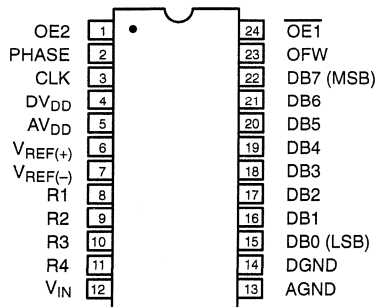 OE2 1 24 O̅E̅1̅
PHASE 2 23 OFW
CLK 3 22 DB7 (MSB)
DVDD 4 21 DB6
AVDD 5 20 DB5
VREF(+) 6 19 DB4
VREF(–) 7 18 DB3
R1 8 17 DB2
R2 9 16 DB1
R3 10 15 DB0 (LSB)
R4 11 14 DGND
VIN 12 13 AGND